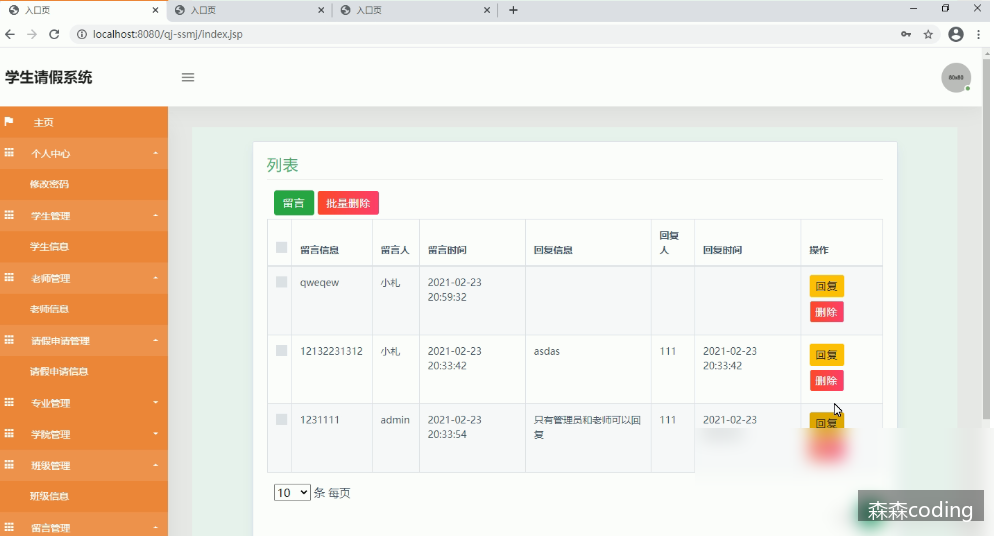 入口页
入口页
入口页
localhost:8080/qj-ssmj/index.jsp
学生请假系统
60x60
主页
个人中心
修改密码
学生管理
学生信息
老师管理
老师信息
请假申请管理
请假申请信息
专业管理
学院管理
班级管理
班级信息
留言管理
列表
留言 批量删除
留言信息 留言人 留言时间 回复信息 回复人 回复时间 操作
qweqew 小札 2021-02-23 20:59:32 回复 删除
12132231312 小札 2021-02-23 20:33:42 asdas 111 2021-02-23 20:33:42 回复 删除
1231111 admin 2021-02-23 20:33:54 只有管理员和老师可以回复 111 2021-02-23 回复
10 条 每页
森森coding